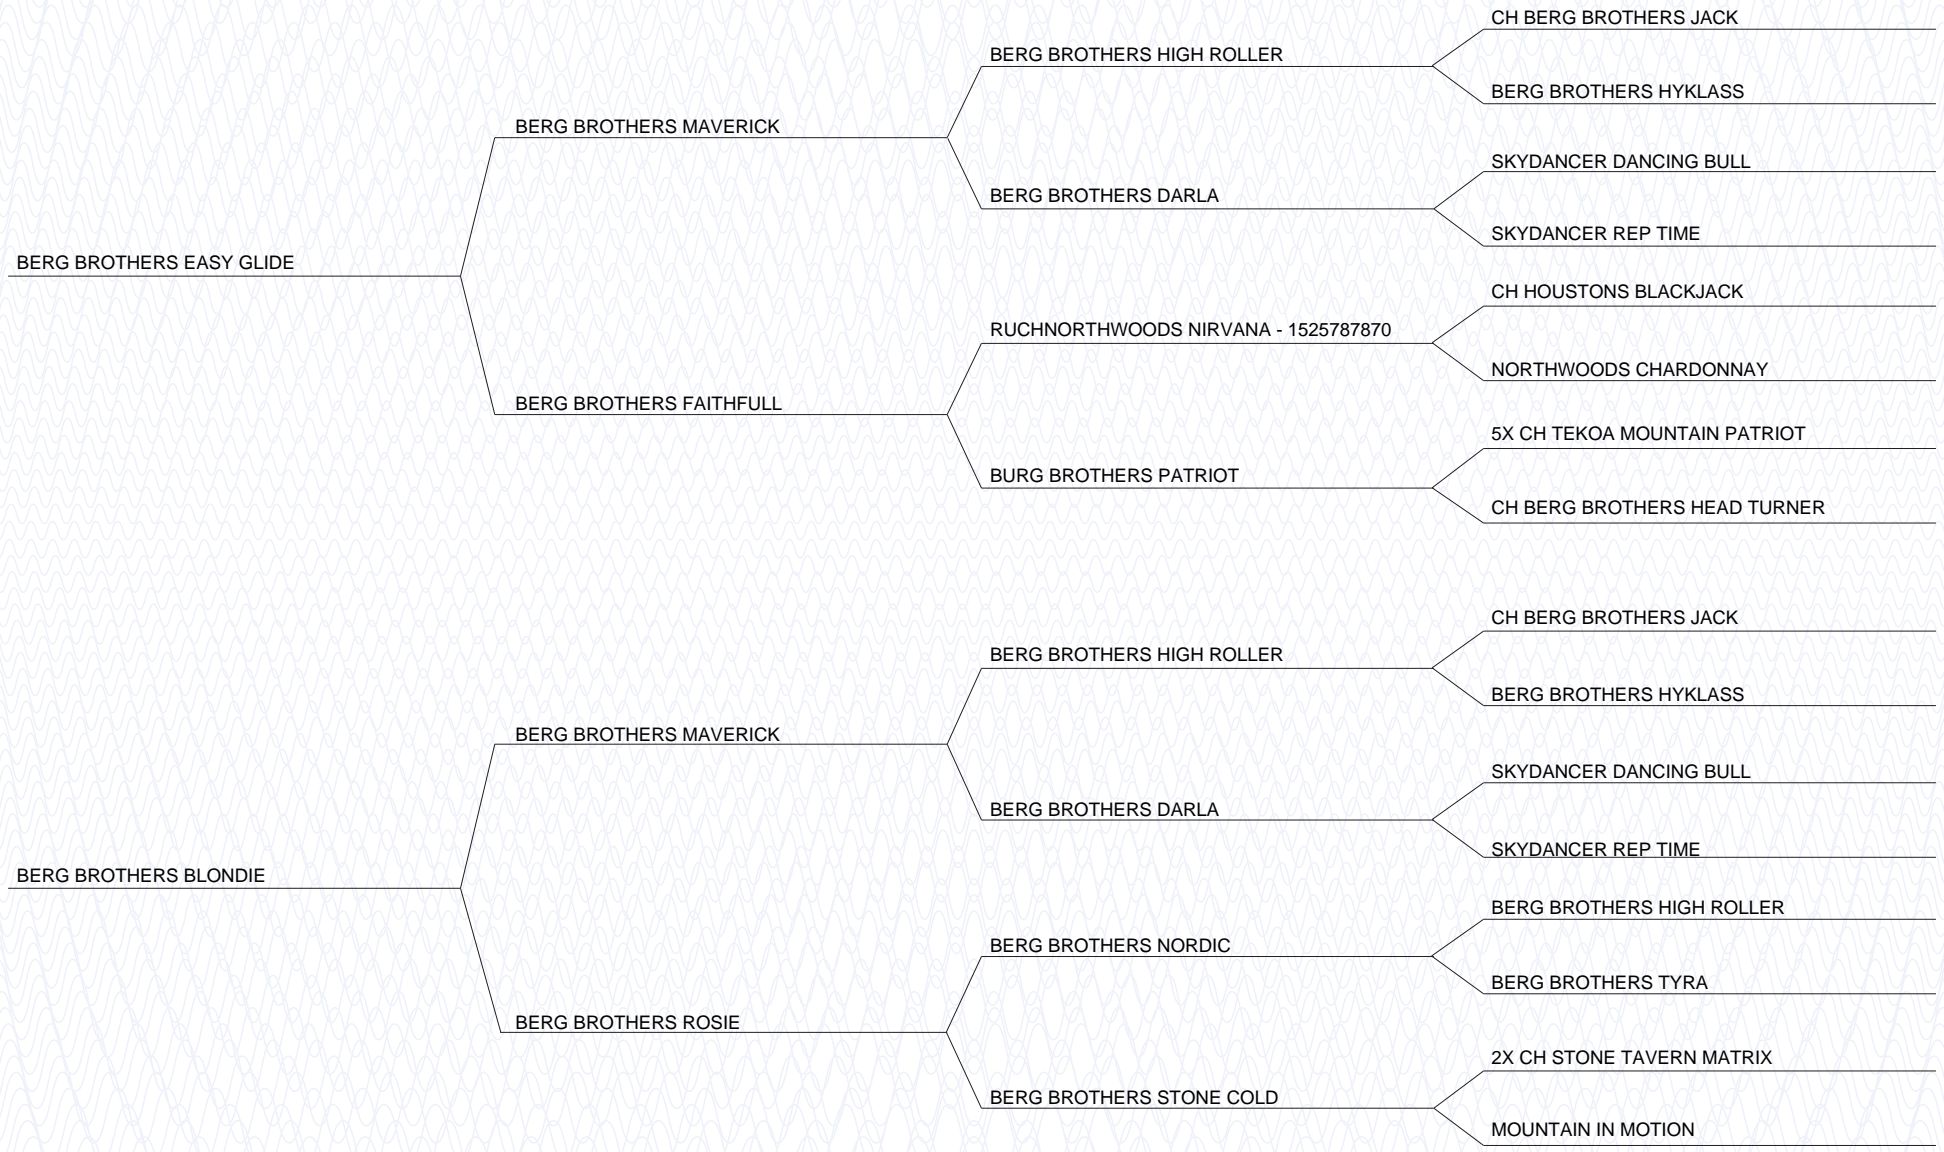 CH BERG BROTHERS JACK
BERG BROTHERS HIGH ROLLER
BERG BROTHERS HYKLASS
BERG BROTHERS MAVERICK
SKYDANCER DANCING BULL
BERG BROTHERS DARLA
SKYDANCER REP TIME
BERG BROTHERS EASY GLIDE
CH HOUSTONS BLACKJACK
RUCHNORTHWOODS NIRVANA - 1525787870
NORTHWOODS CHARDONNAY
BERG BROTHERS FAITHFULL
5X CH TEKOA MOUNTAIN PATRIOT
BURG BROTHERS PATRIOT
CH BERG BROTHERS HEAD TURNER
CH BERG BROTHERS JACK
BERG BROTHERS HIGH ROLLER
BERG BROTHERS HYKLASS
BERG BROTHERS MAVERICK
SKYDANCER DANCING BULL
BERG BROTHERS DARLA
SKYDANCER REP TIME
BERG BROTHERS BLONDIE
BERG BROTHERS HIGH ROLLER
BERG BROTHERS NORDIC
BERG BROTHERS TYRA
BERG BROTHERS ROSIE
2X CH STONE TAVERN MATRIX
BERG BROTHERS STONE COLD
MOUNTAIN IN MOTION